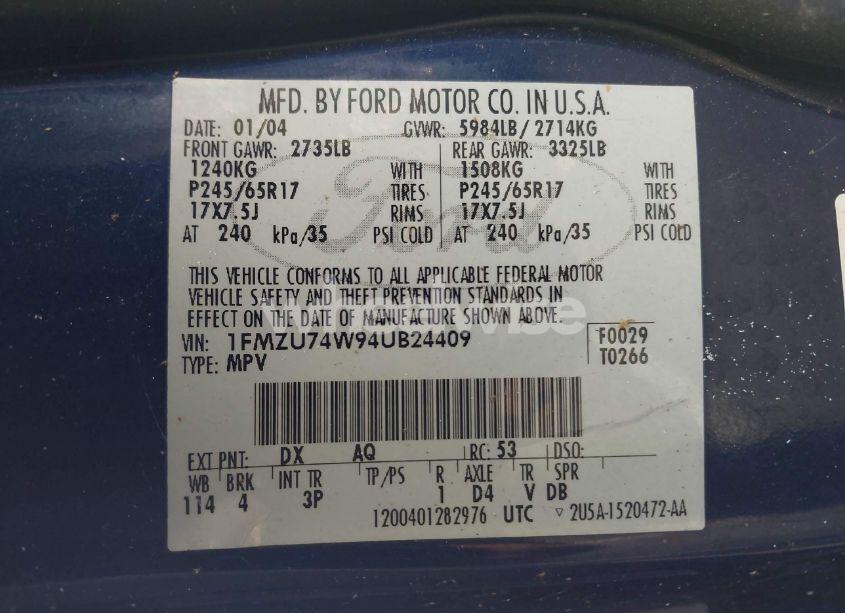 MFD. BY FORD MOTOR CO. IN U.S.A.
DATE: 01/04 GVWR: 5984LB/ 2714KG
FRONT GAWR: 2735LB REAR GAWR: 3325LB
1240KG WITH 1508KG WITH
P245/65R17 TIRES P245/65R17 TIRES
17X7.5J RIMS 17X7.5J RIMS
AT 240 kPa/35 PSI COLD AT 240 kPa/35 PSI COLD
Ford
THIS VEHICLE CONFORMS TO ALL APPLICABLE FEDERAL MOTOR
VEHICLE SAFETY AND THEFT PREVENTION STANDARDS IN
EFFECT ON THE DATE OF MANUFACTURE SHOWN ABOVE.
VIN: 1FMZU74W94UB24409 F0029
TYPE: MPV T0266
EXT PNT: DX AQ RC: 53 DSO:
WB BRK INT TR TP/PS R AXLE TR SPR
114 4 3P 1 D4 V DB
1200401282976 UTC ▽ 2U5A-1520472-AA